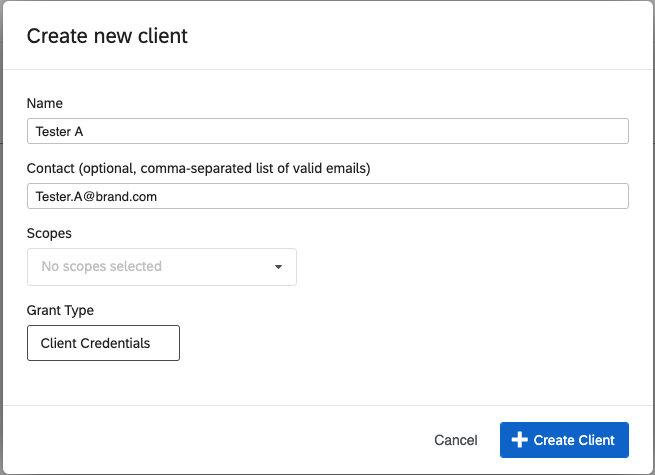 Create new client
Name
Tester A
Contact (optional, comma-separated list of valid emails)
Tester.A@brand.com
Scopes
No scopes selected
Grant Type
Client Credentials
Cancel
Create Client